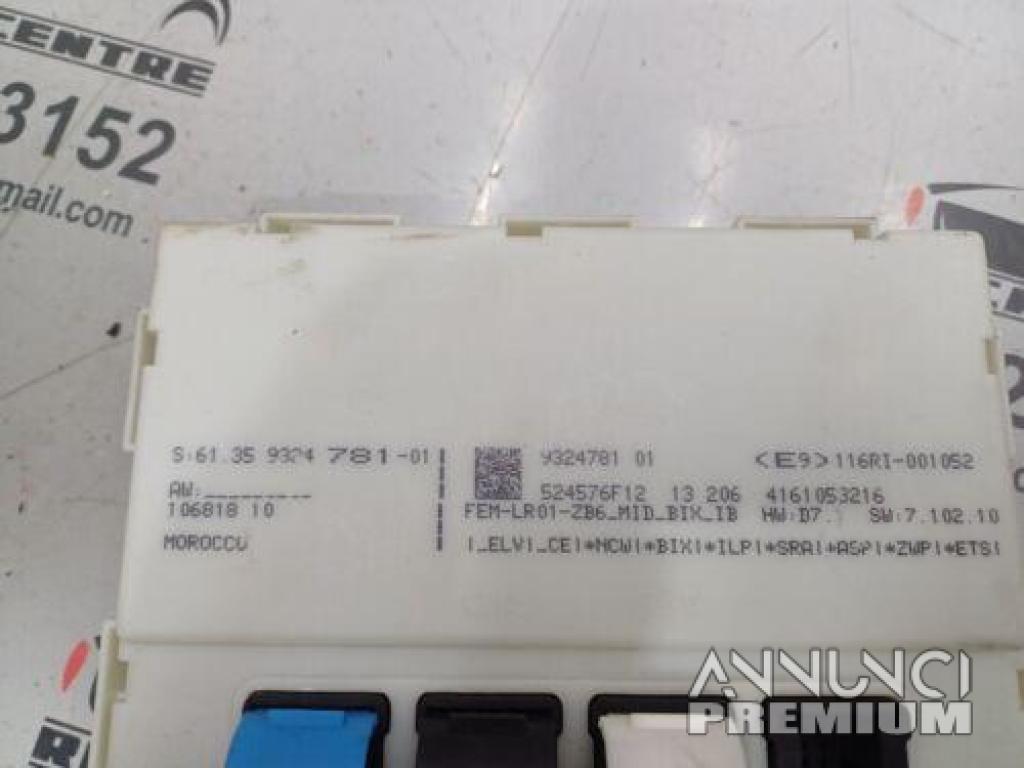 CENTRE
3152
mail.com
S:61.35 9324 781-01
AW:_________
106818 10
MOROCCO
9324781 01
<E9>116RI-001052
524576F12 13 206 4161053216
FEM-LR01-ZB6_MID_BIX_IB HW:D7. SW:7.102.10
|_ELV|_CE|*NCW|*BIX|*ILP|*SRA|*ASP|*ZWP|*ETS|
ANNUNCI
PREMIUM